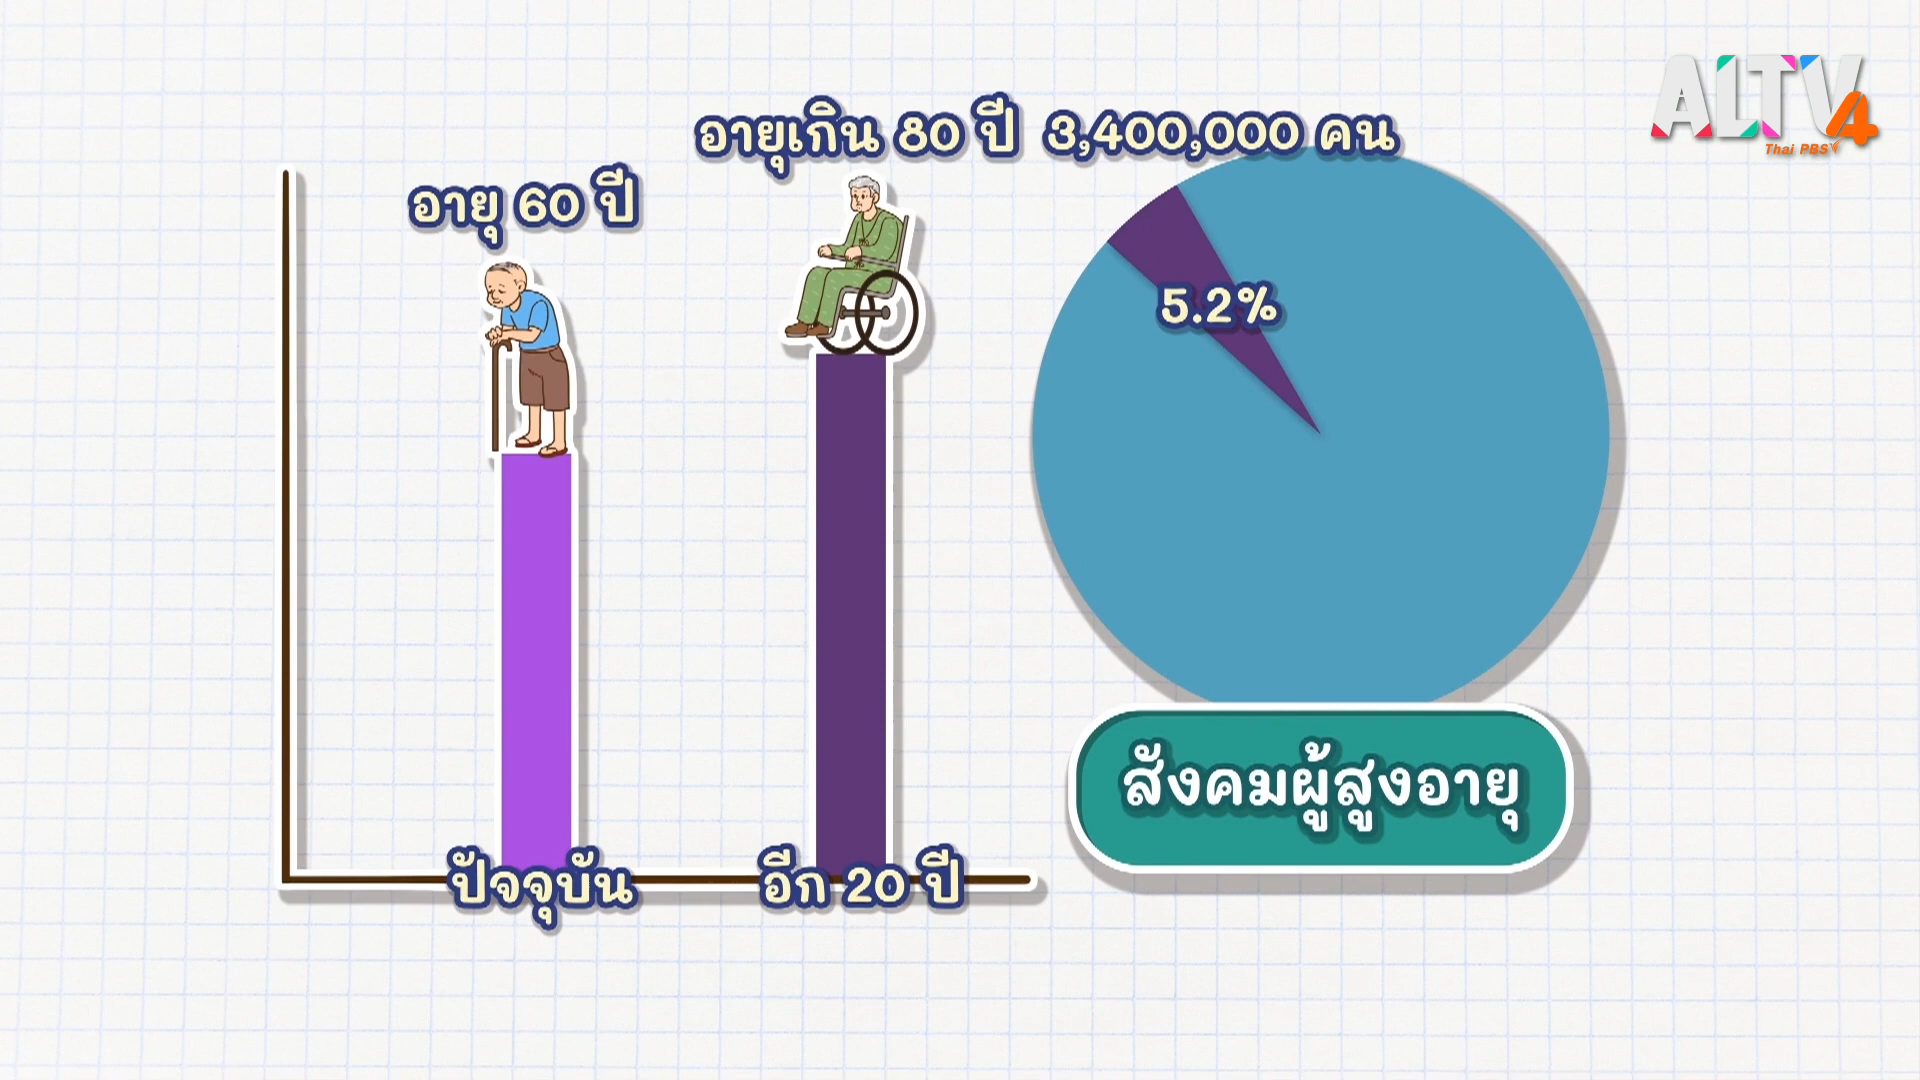 ALTV4
Thai PBS
อายุเกิน 80 ปี 3,400,000 คน
อายุ 60 ปี
5.2%
สังคมผู้สูงอายุ
ปัจจุบัน
อีก 20 ปี